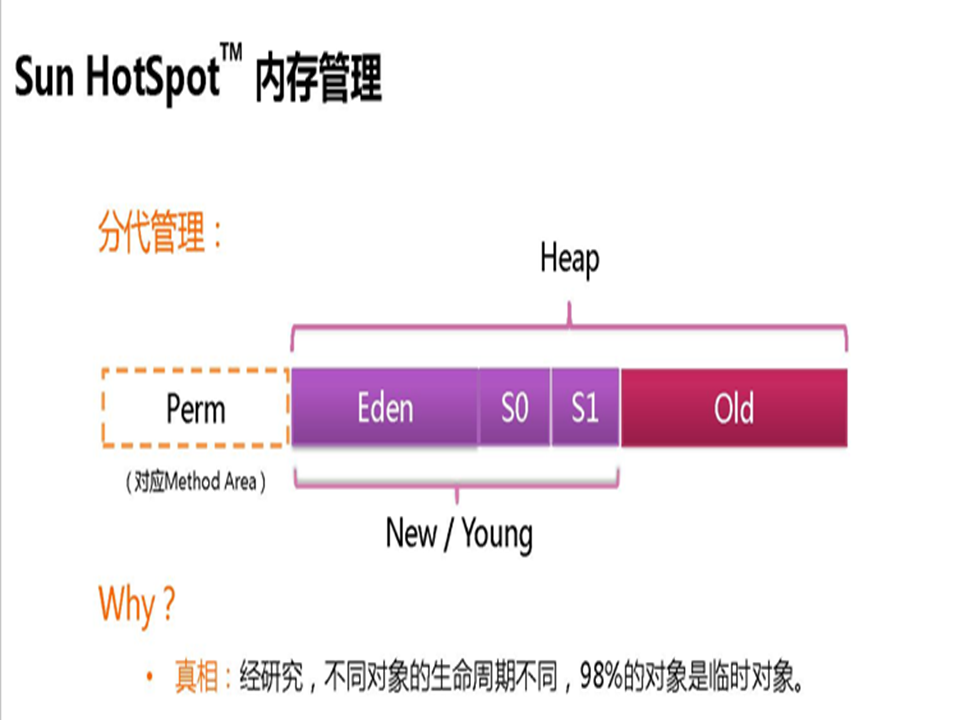 Sun HotSpot™ 内存管理
分代管理：
Heap
Perm Eden S0 S1 Old
（对应Method Area）
New / Young
Why？
• 真相：经研究，不同对象的生命周期不同，98%的对象是临时对象。